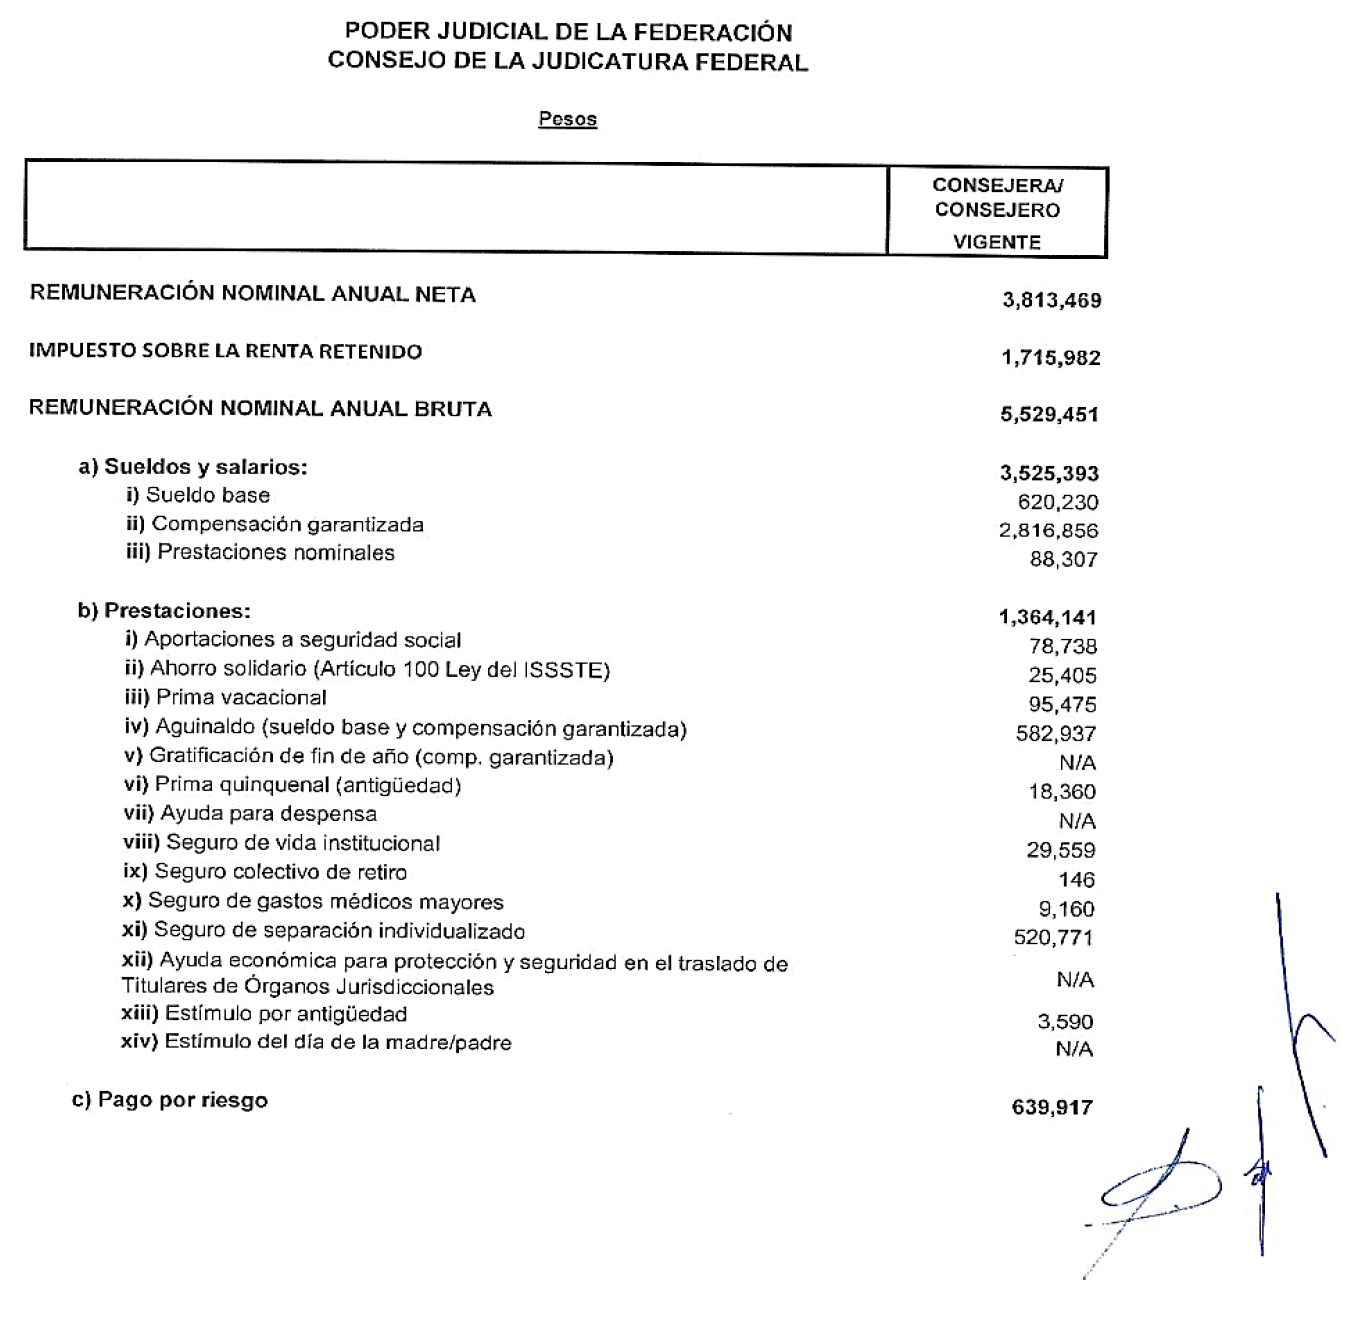 PODER JUDICIAL DE LA FEDERACIÓN
CONSEJO DE LA JUDICATURA FEDERAL
Pesos
CONSEJERA/
CONSEJERO
VIGENTE
REMUNERACIÓN NOMINAL ANUAL NETA 3,813,469
IMPUESTO SOBRE LA RENTA RETENIDO 1,715,982
REMUNERACIÓN NOMINAL ANUAL BRUTA 5,529,451
a) Sueldos y salarios: 3,525,393
i) Sueldo base 620,230
ii) Compensación garantizada 2,816,856
iii) Prestaciones nominales 88,307
b) Prestaciones: 1,364,141
i) Aportaciones a seguridad social 78,738
ii) Ahorro solidario (Artículo 100 Ley del ISSSTE) 25,405
iii) Prima vacacional 95,475
iv) Aguinaldo (sueldo base y compensación garantizada) 582,937
v) Gratificación de fin de año (comp. garantizada) N/A
vi) Prima quinquenal (antigüedad) 18,360
vii) Ayuda para despensa N/A
viii) Seguro de vida institucional 29,559
ix) Seguro colectivo de retiro 146
x) Seguro de gastos médicos mayores 9,160
xi) Seguro de separación individualizado 520,771
xii) Ayuda económica para protección y seguridad en el traslado de
Titulares de Órganos Jurisdiccionales N/A
xiii) Estímulo por antigüedad 3,590
xiv) Estímulo del día de la madre/padre N/A
c) Pago por riesgo 639,917